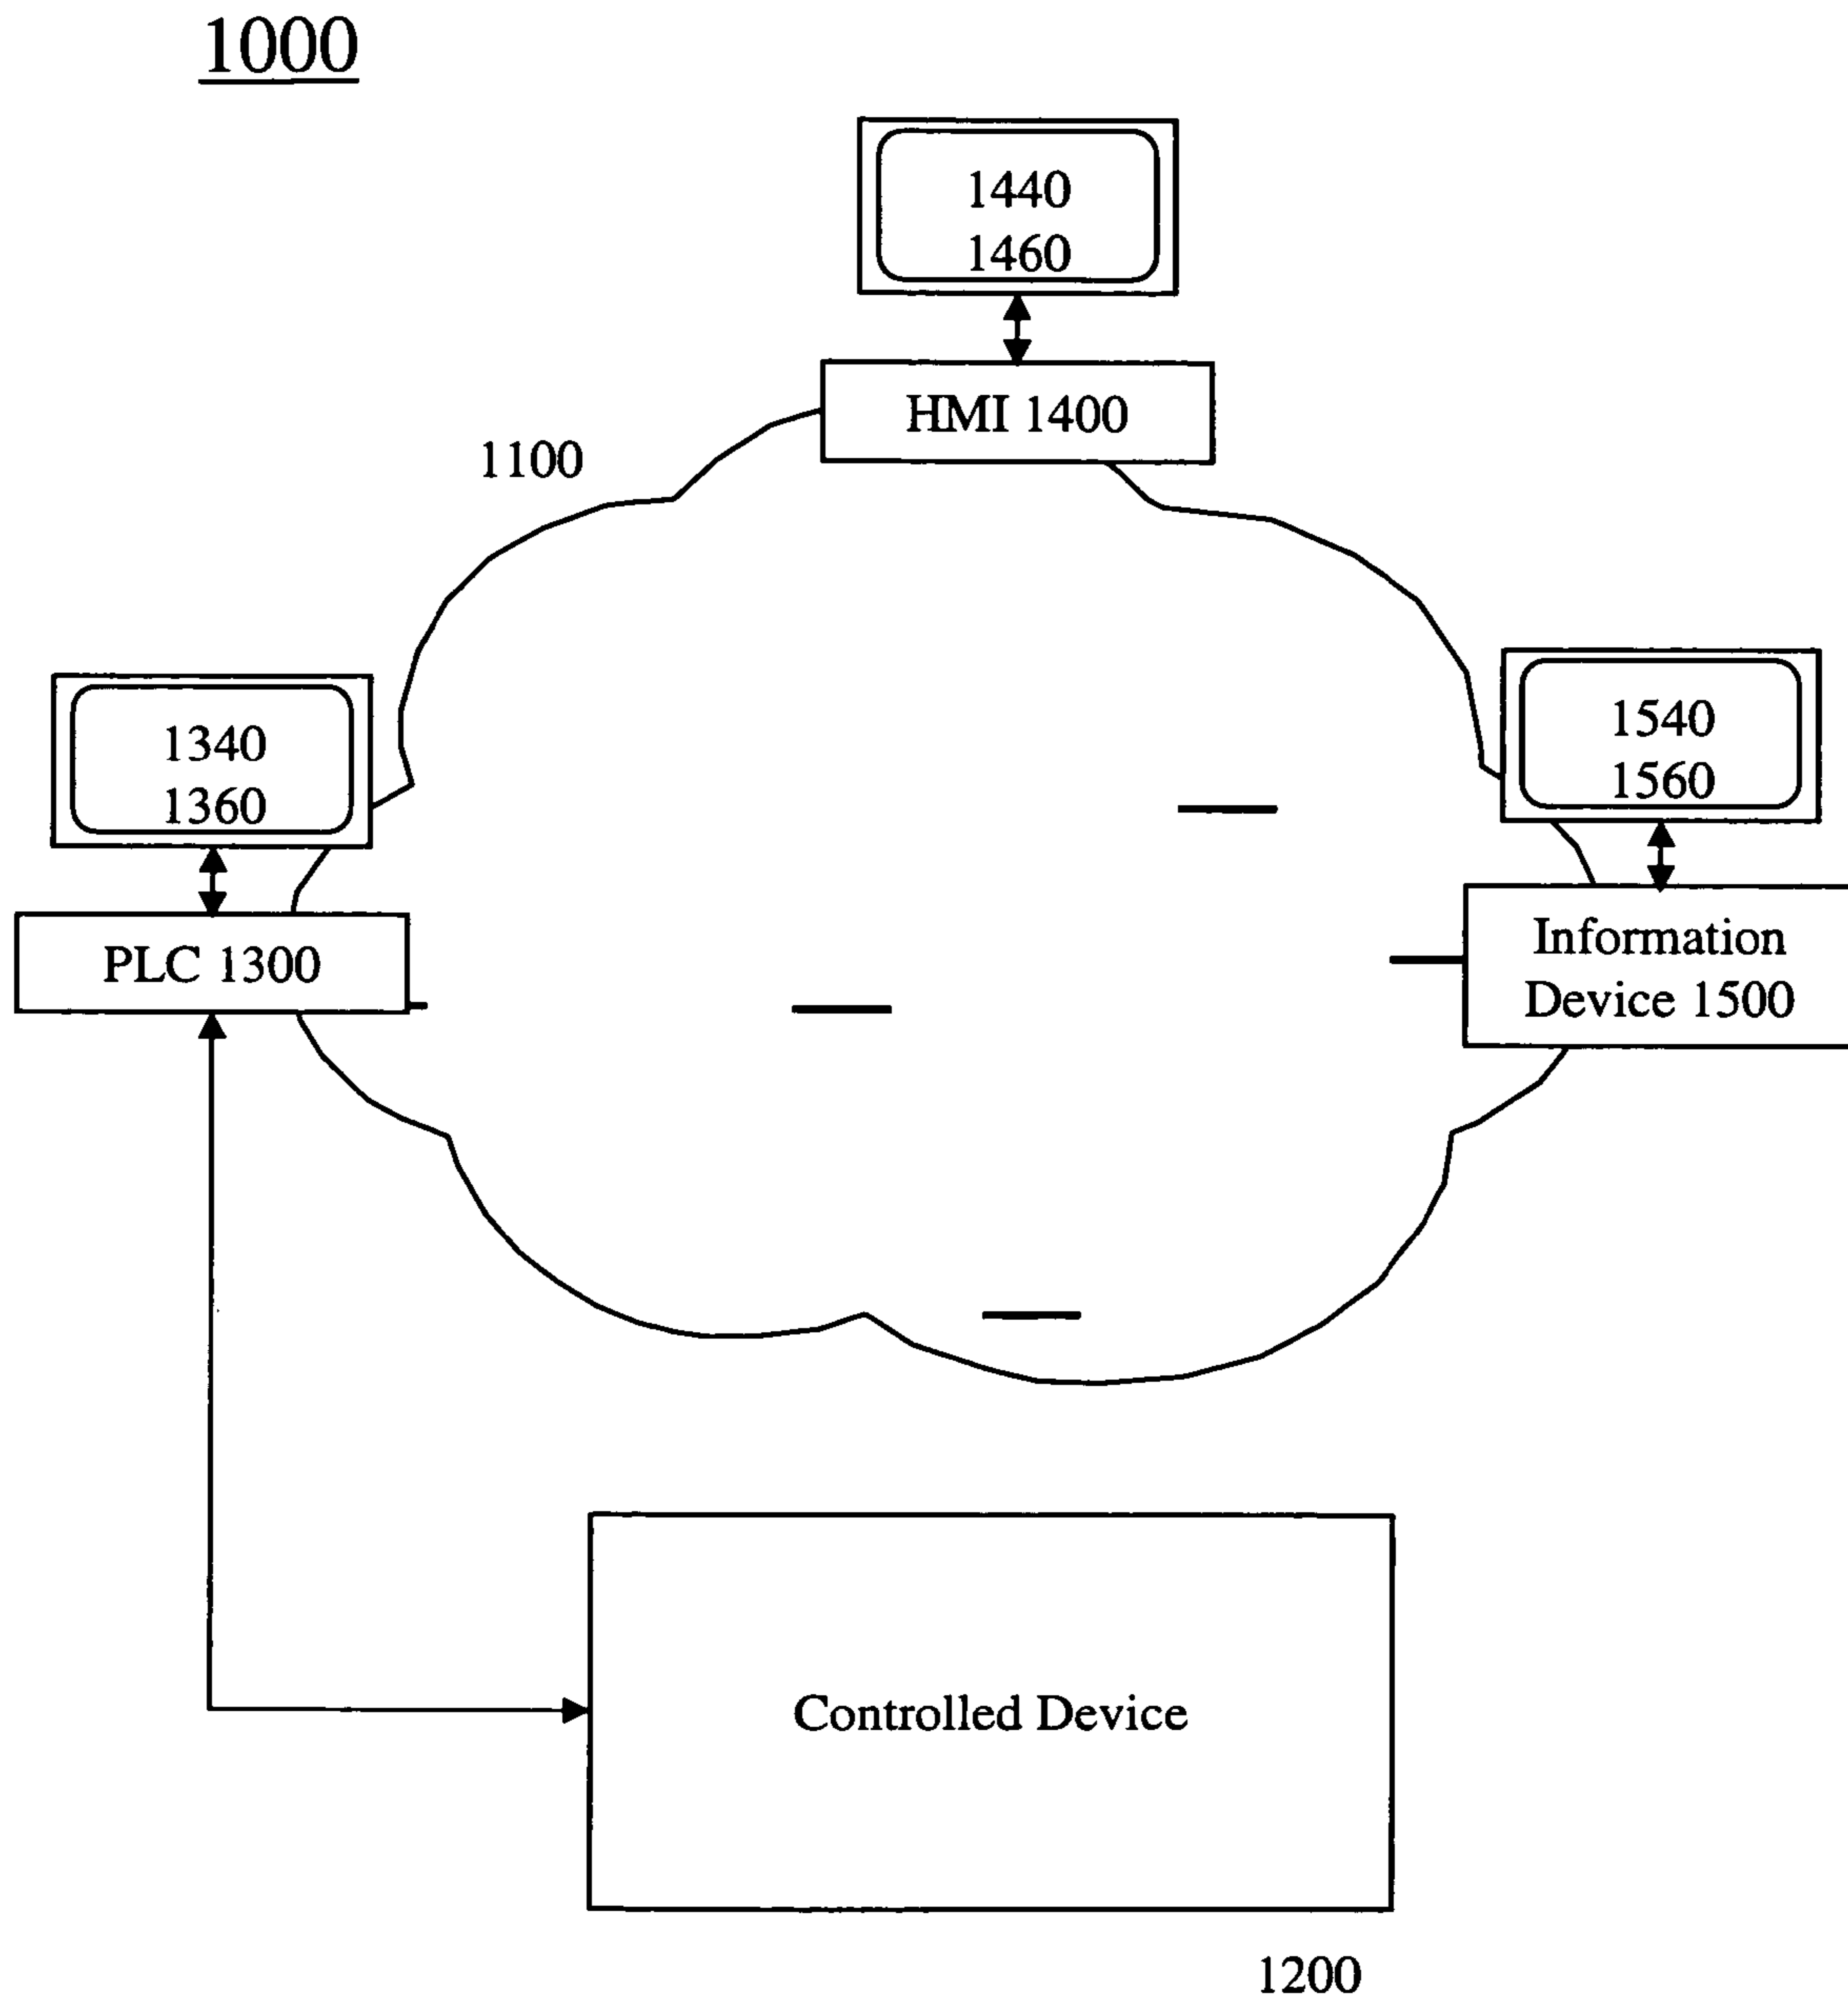 1000
1440
1460
HMI 1400
1100
1340
1360
1540
1560
PLC 1300
Information
Device 1500
Controlled Device
1200